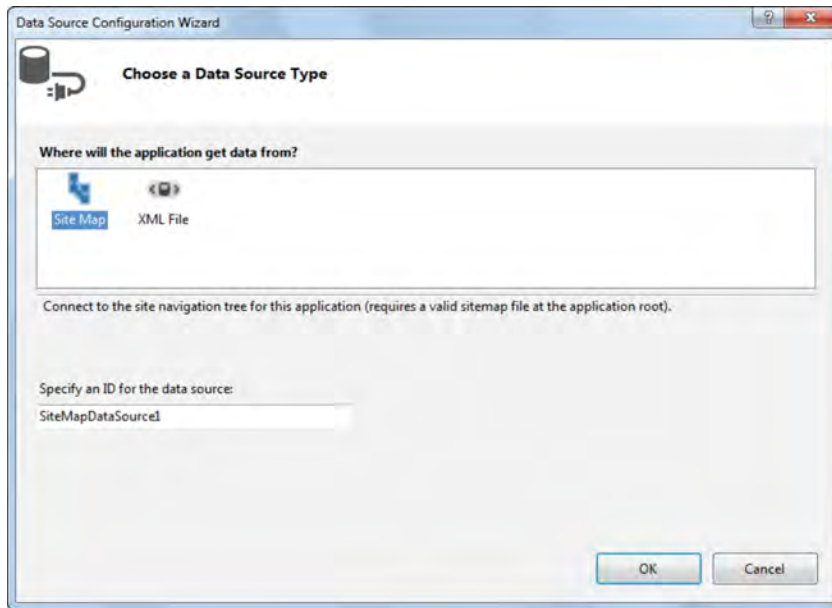 Data Source Configuration Wizard
Choose a Data Source Type
Where will the application get data from?
Site Map
XML File
Connect to the site navigation tree for this application (requires a valid sitemap file at the application root).
Specify an ID for the data source:
SiteMapDataSource1
OK
Cancel